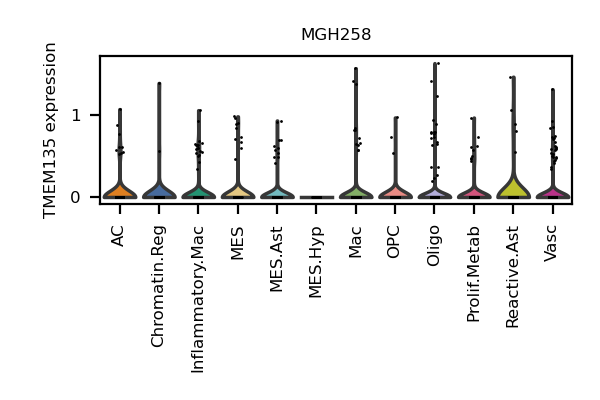 MGH258
TMEM135 expression
1
0
AC
Chromatin.Reg
Inflammatory.Mac
MES
MES.Ast
MES.Hyp
Mac
OPC
Oligo
Prolif.Metab
Reactive.Ast
Vasc